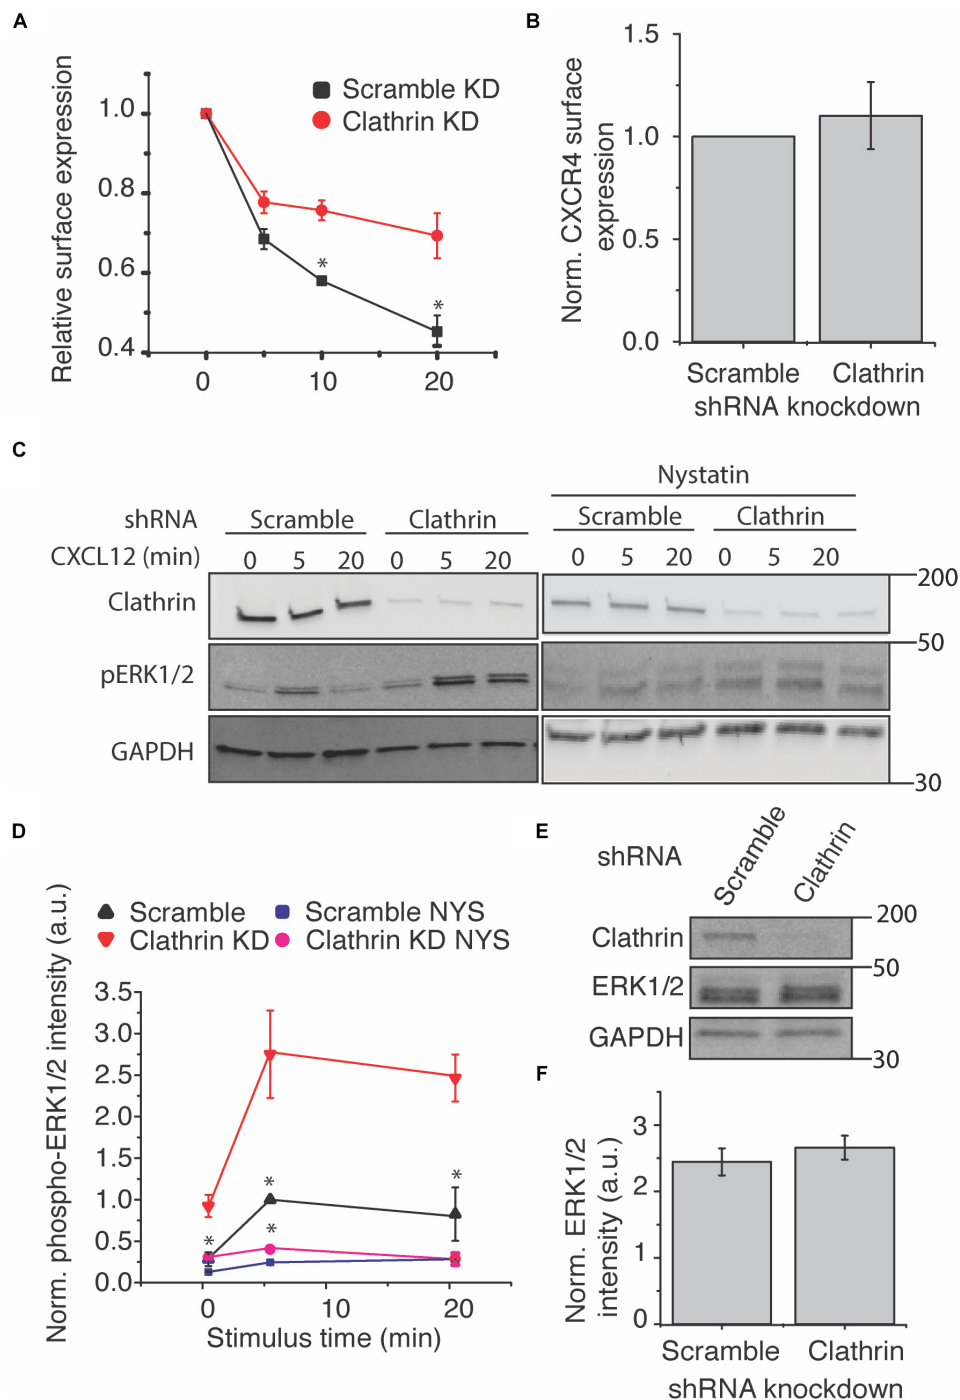 A
Relative surface expression
1.0
0.8
0.6
0.4
Scramble KD
Clathrin KD
*
*
0 10 20
B
Norm. CXCR4 surface
expression
1.5
1.0
0.5
0.0
Scramble Clathrin
shRNA knockdown
C
Nystatin
shRNA Scramble Clathrin Scramble Clathrin
CXCL12 (min) 0 5 20 0 5 20 0 5 20 0 5 20
Clathrin 200
pERK1/2 50
GAPDH 30
D
Norm. phospho-ERK1/2 intensity (a.u.)
Scramble Scramble NYS
Clathrin KD Clathrin KD NYS
3.5
3.0
2.5
2.0
1.5
1.0
0.5
0.0
*
*
*
*
0 10 20
Stimulus time (min)
E
shRNA Scramble Clathrin
Clathrin 200
ERK1/2 50
GAPDH 30
F
Norm. ERK1/2
intensity (a.u.)
3
2
1
0
Scramble Clathrin
shRNA knockdown